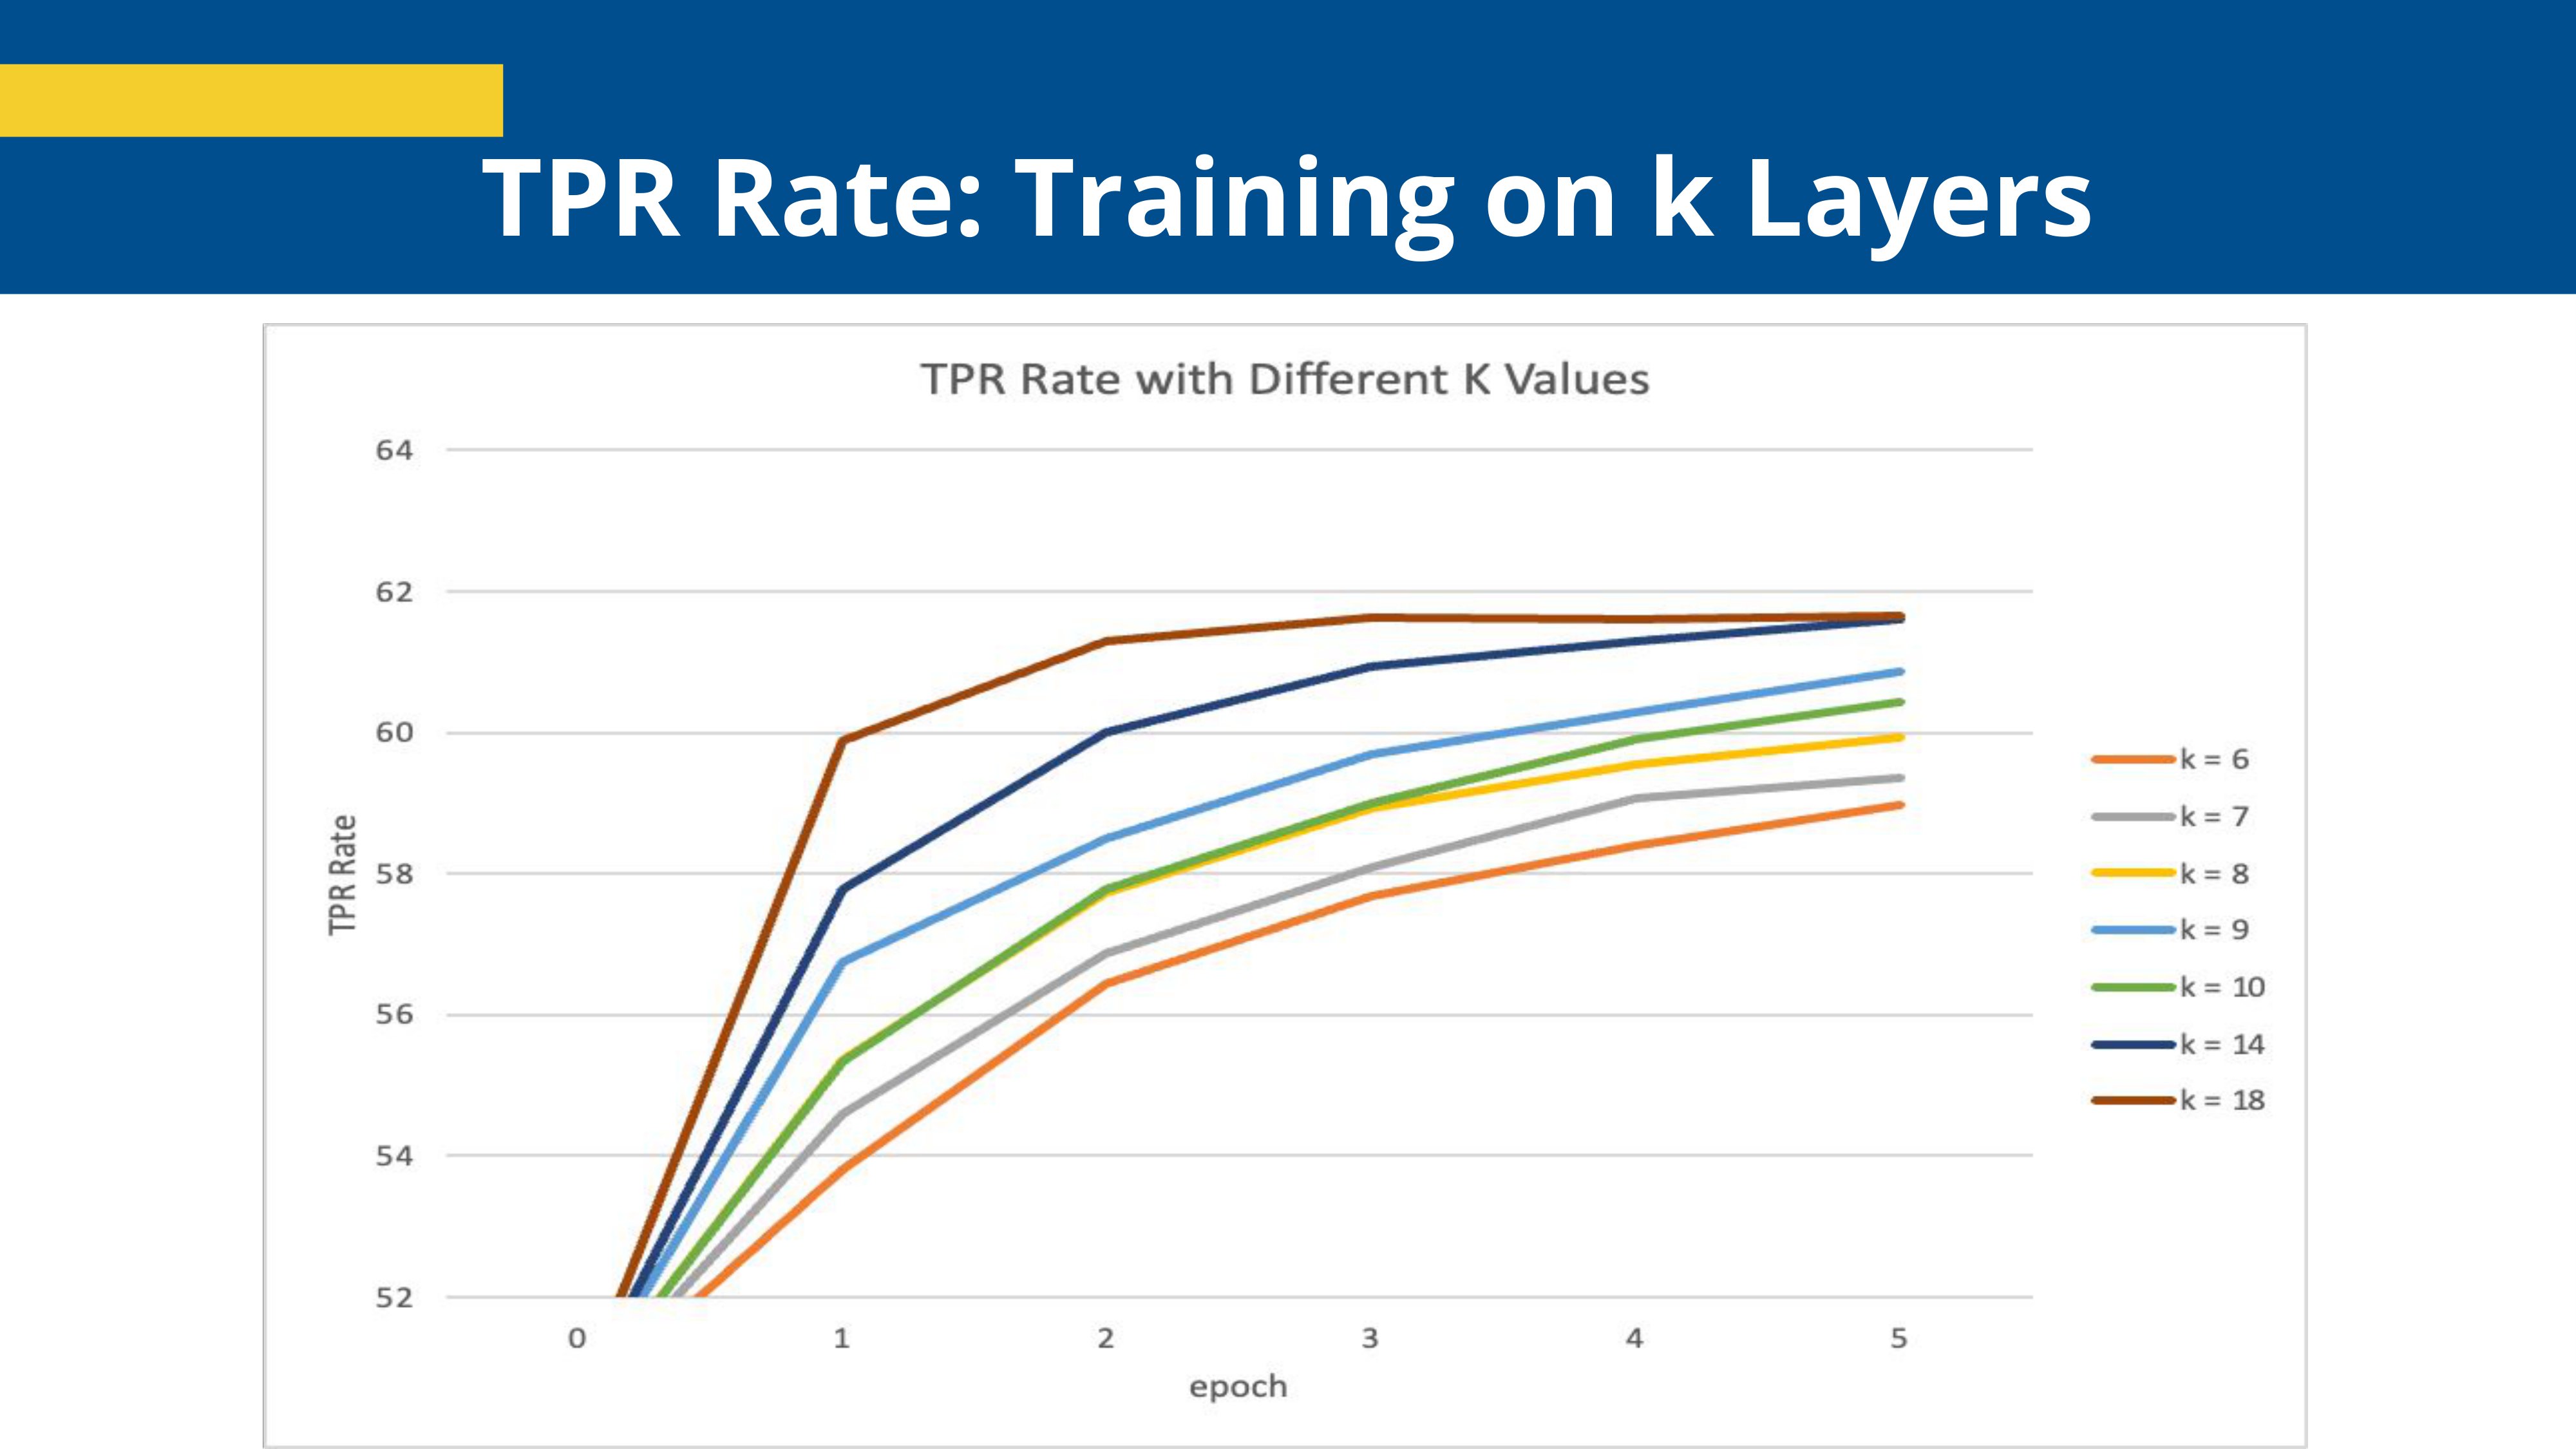 TPR Rate: Training on k Layers
TPR Rate with Different K Values
64
62
60
58
56
54
52
TPR Rate
0 1 2 3 4 5
epoch
k = 6
k = 7
k = 8
k = 9
k = 10
k = 14
k = 18